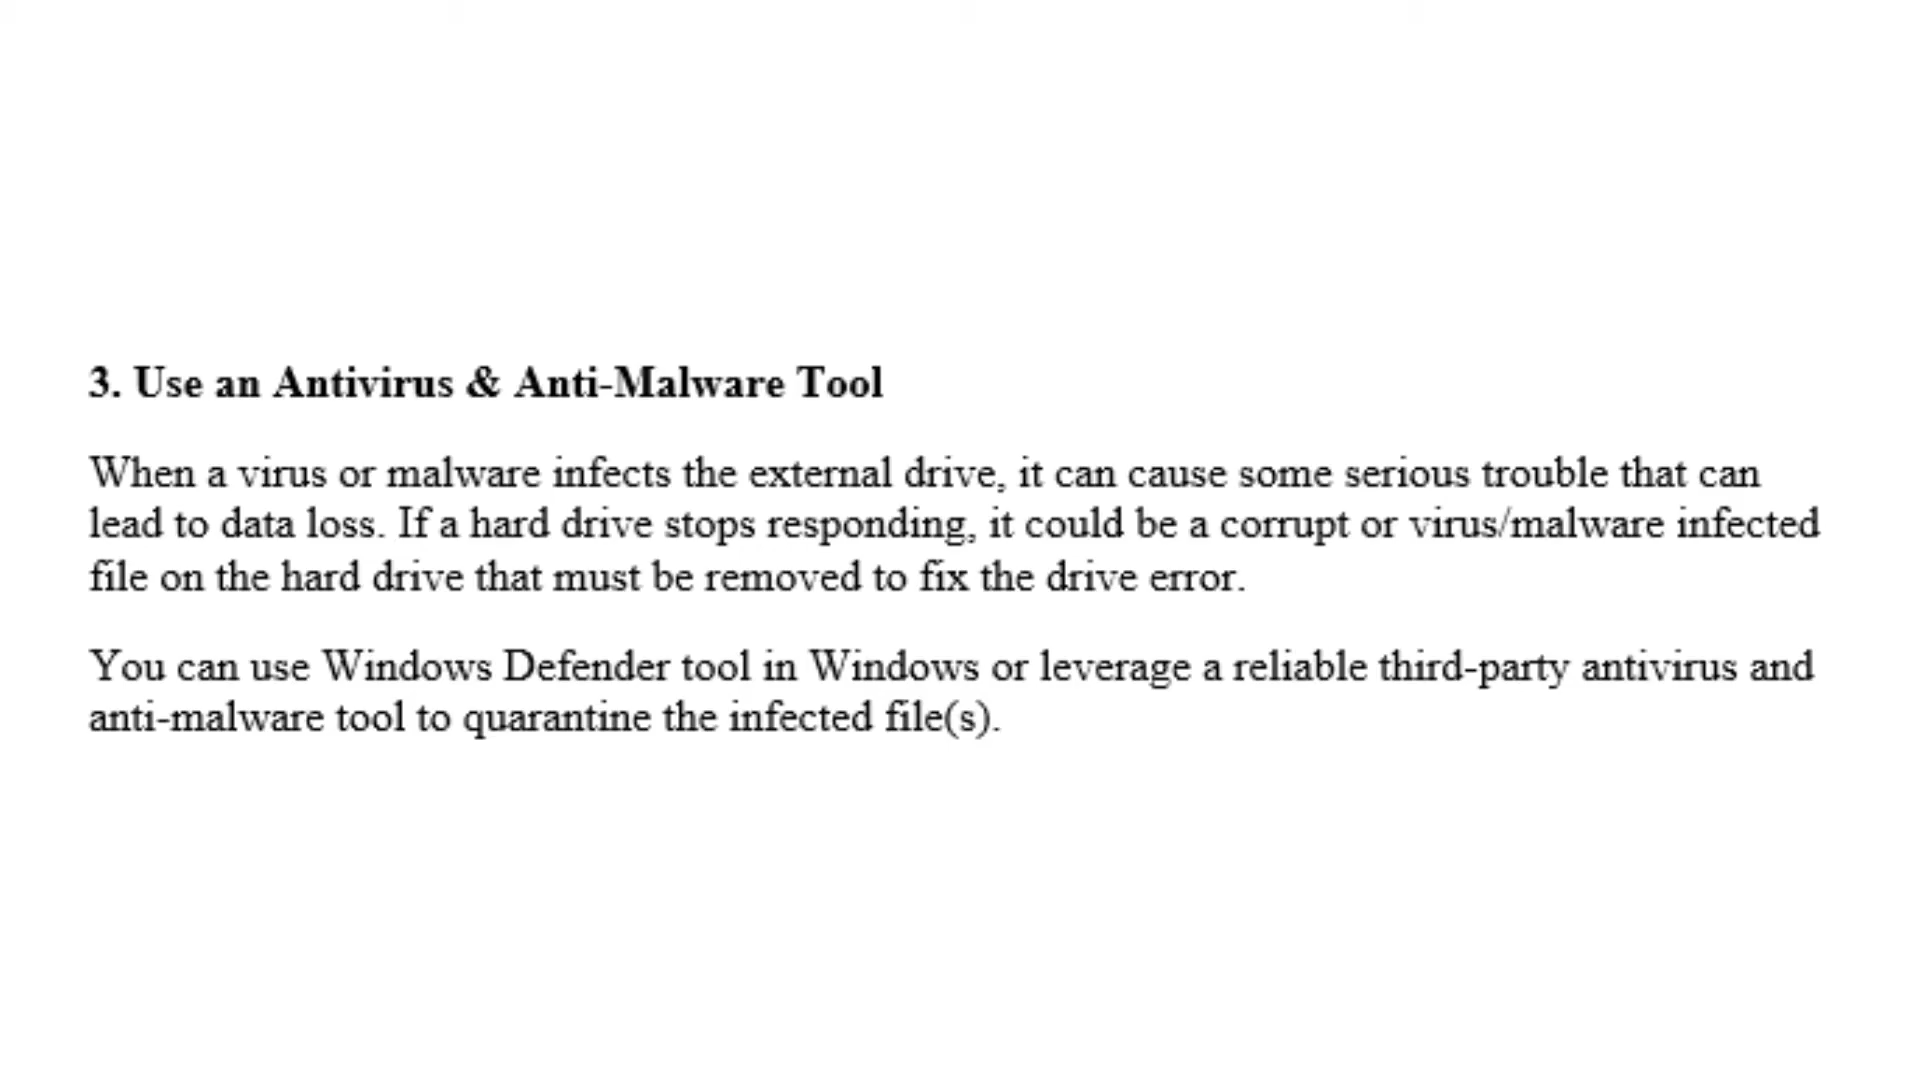 3. Use an Antivirus & Anti-Malware Tool
When a virus or malware infects the external drive, it can cause some serious trouble that can
lead to data loss. If a hard drive stops responding, it could be a corrupt or virus/malware infected
file on the hard drive that must be removed to fix the drive error.
You can use Windows Defender tool in Windows or leverage a reliable third-party antivirus and
anti-malware tool to quarantine the infected file(s).